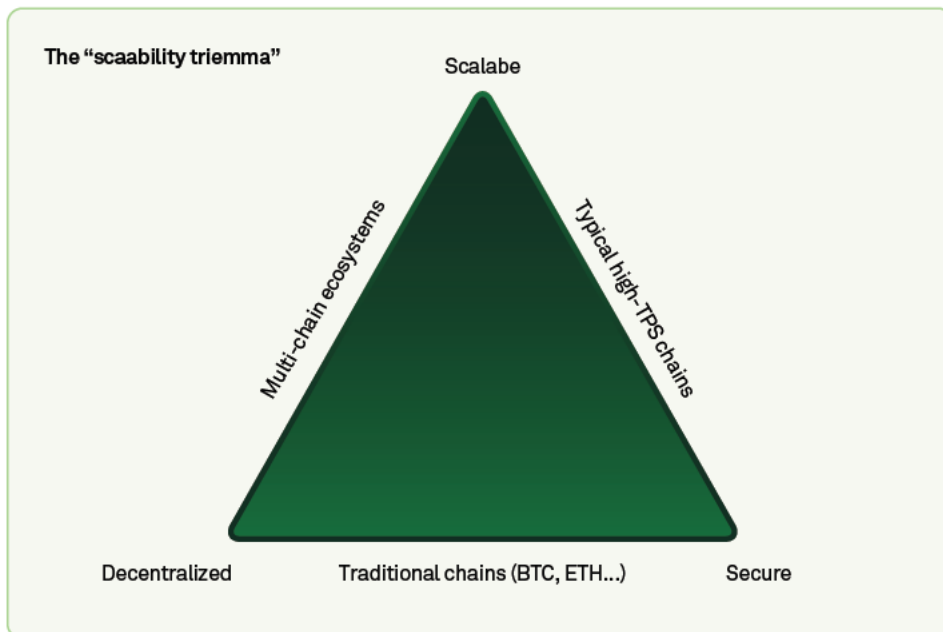 The “scaability triemma”
Scalabe
Multi-chain ecosystems
Typical high-TPS chains
Decentralized
Traditional chains (BTC, ETH...)
Secure